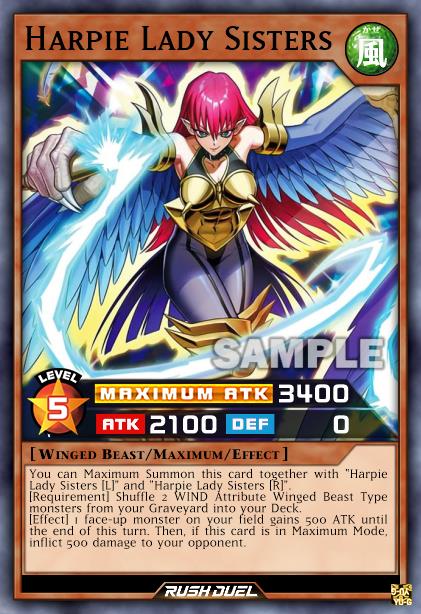 Harpie Lady Sisters
かぜ
風
SAMPLE
LEVEL
5
MAXIMUM ATK 3400
ATK 2100 DEF 0
[Winged Beast/Maximum/Effect]
You can Maximum Summon this card together with "Harpie
Lady Sisters [L]" and "Harpie Lady Sisters [R]".
[Requirement] Shuffle 2 WIND Attribute Winged Beast Type
monsters from your Graveyard into your Deck.
[Effect] 1 face-up monster on your field gains 500 ATK until
the end of this turn. Then, if this card is in Maximum Mode,
inflict 500 damage to your opponent.
RUSH DUEL